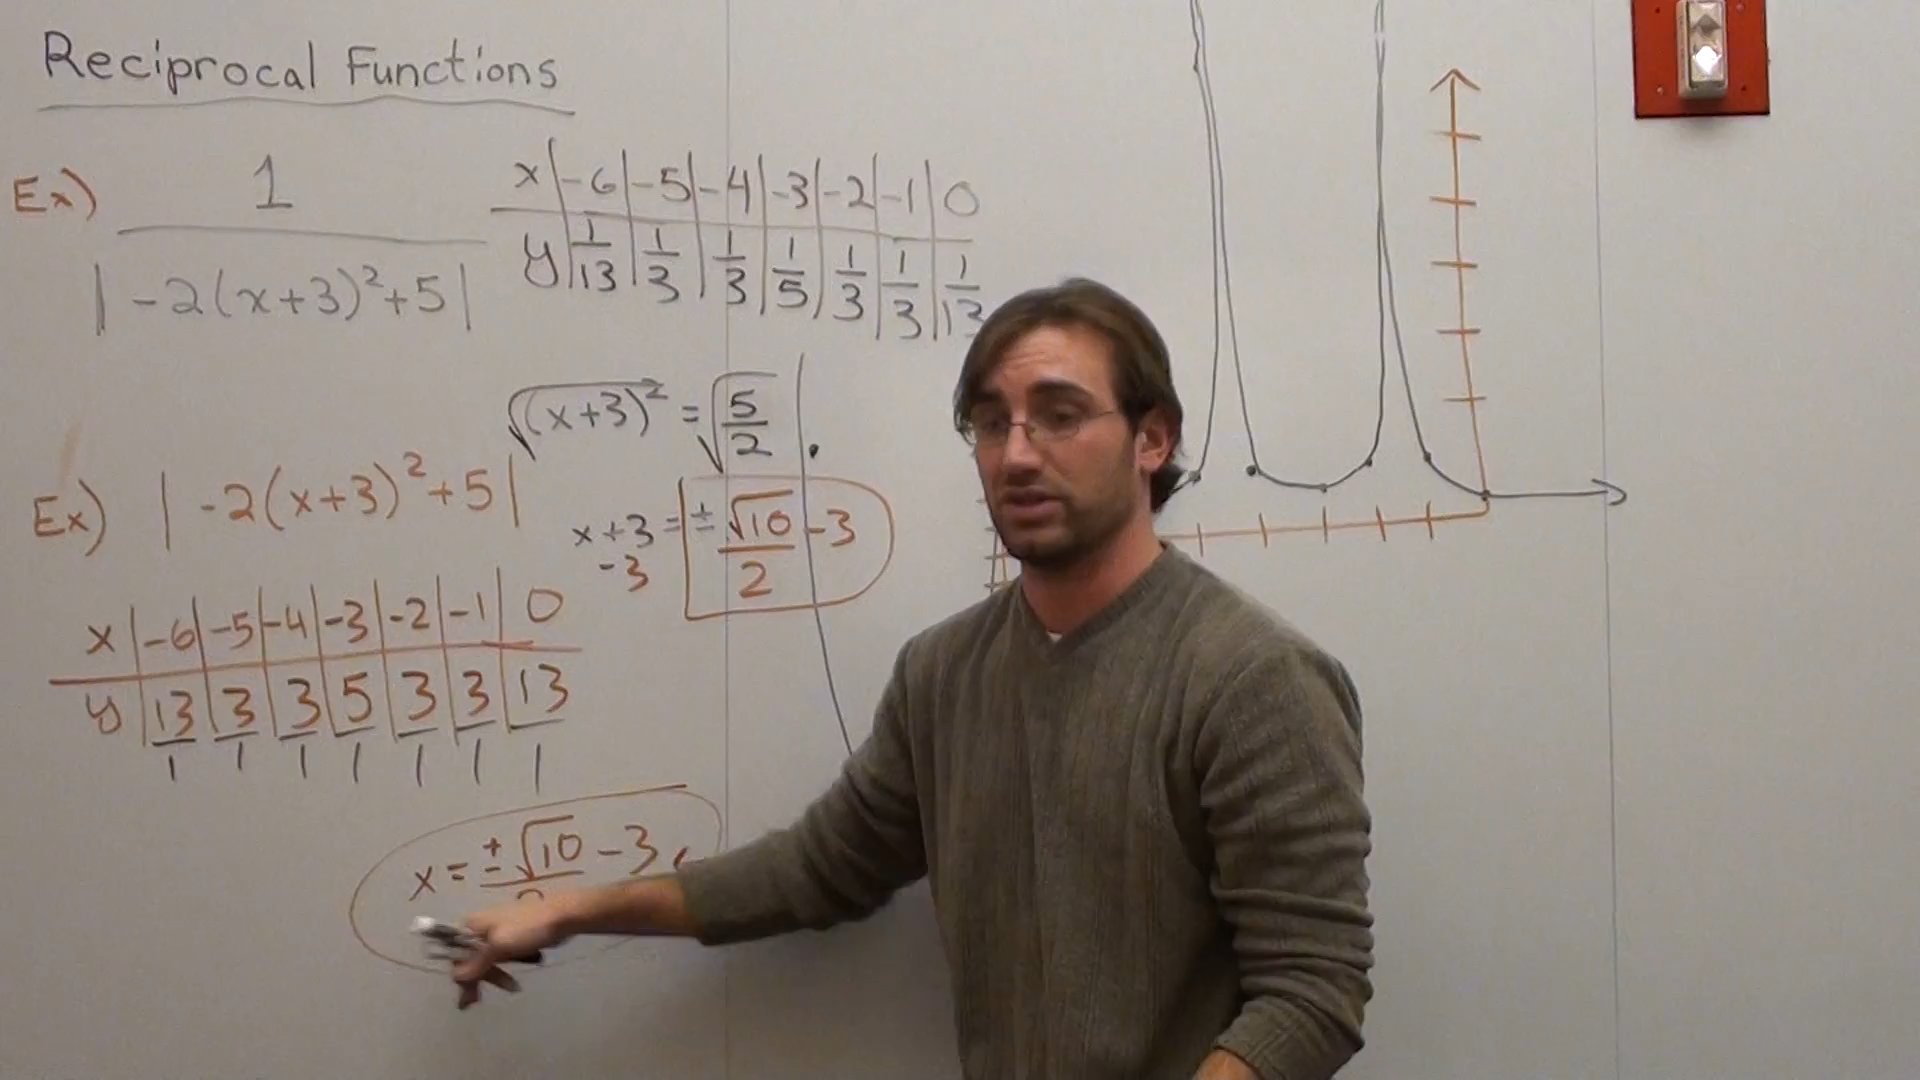 Reciprocal Functions
Ex) 1 / |-2(x+3)²+5|
x | -6 | -5 | -4 | -3 | -2 | -1 | 0
y | 1/13 | 1/3 | 1/3 | 1/5 | 1/3 | 1/3 | 1/13
√(x+3)² = √5/2
x+3 = ± √10/2 -3
-3
Ex) |-2(x+3)²+5|
x | -6 | -5 | -4 | -3 | -2 | -1 | 0
y | 13/1 | 3/1 | 3/1 | 5/1 | 3/1 | 3/1 | 13/1
x = ± √10/2 -3